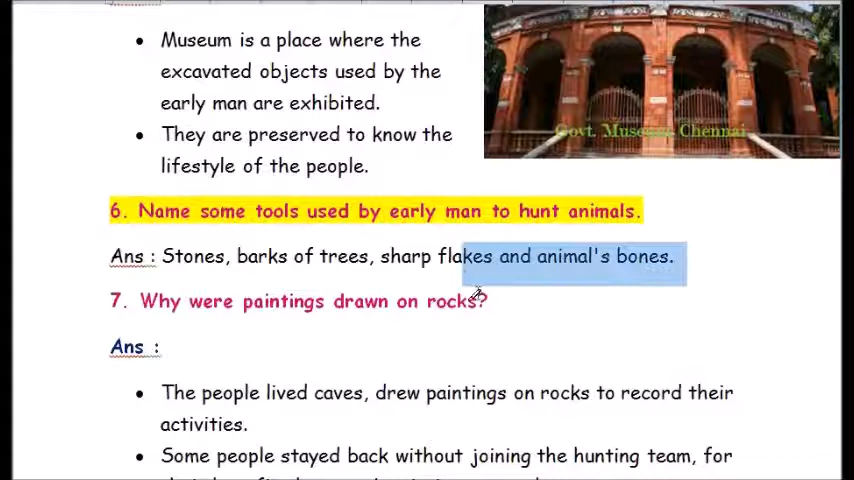 Museum is a place where the
excavated objects used by the
early man are exhibited.
They are preserved to know the
lifestyle of the people.
Govt. Museum, Chennai
6. Name some tools used by early man to hunt animals.
Ans : Stones, barks of trees, sharp flakes and animal's bones.
7. Why were paintings drawn on rocks?
Ans :
The people lived caves, drew paintings on rocks to record their
activities.
Some people stayed back without joining the hunting team, for